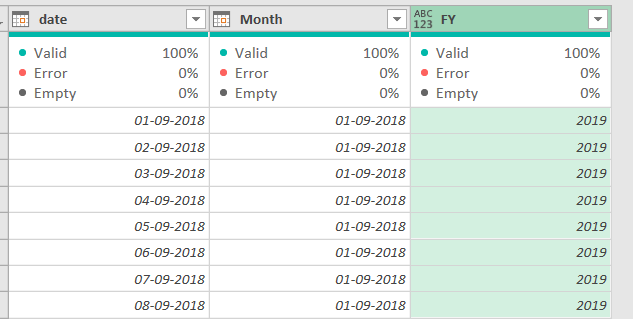 date Month ABC 123 FY
Valid 100% Valid 100% Valid 100%
Error 0% Error 0% Error 0%
Empty 0% Empty 0% Empty 0%
01-09-2018 01-09-2018 2019
02-09-2018 01-09-2018 2019
03-09-2018 01-09-2018 2019
04-09-2018 01-09-2018 2019
05-09-2018 01-09-2018 2019
06-09-2018 01-09-2018 2019
07-09-2018 01-09-2018 2019
08-09-2018 01-09-2018 2019